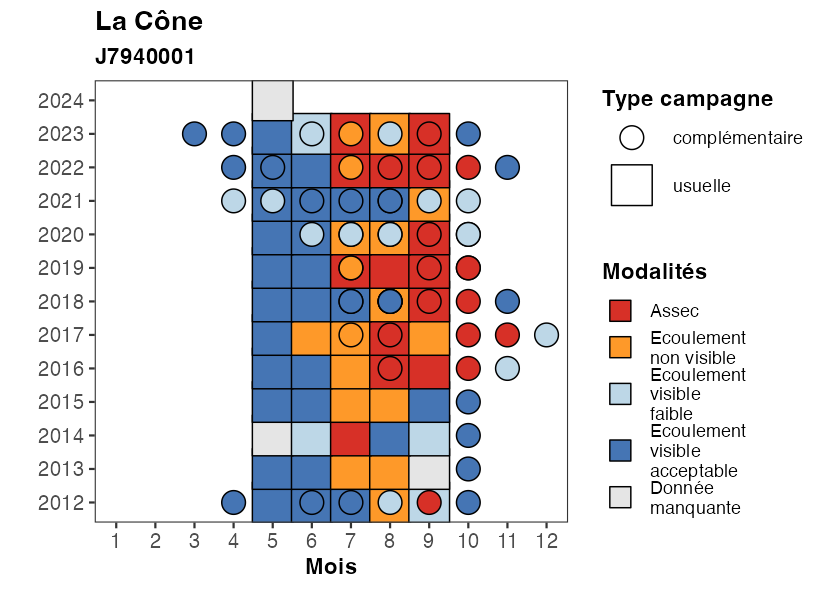 La Cône
J7940001
2024
2023
2022
2021
2020
2019
2018
2017
2016
2015
2014
2013
2012
1 2 3 4 5 6 7 8 9 10 11 12
Mois
Type campagne
complémentaire
usuelle
Modalités
Assec
Ecoulement
non visible
Ecoulement
visible
faible
Ecoulement
visible
acceptable
Donnée
manquante